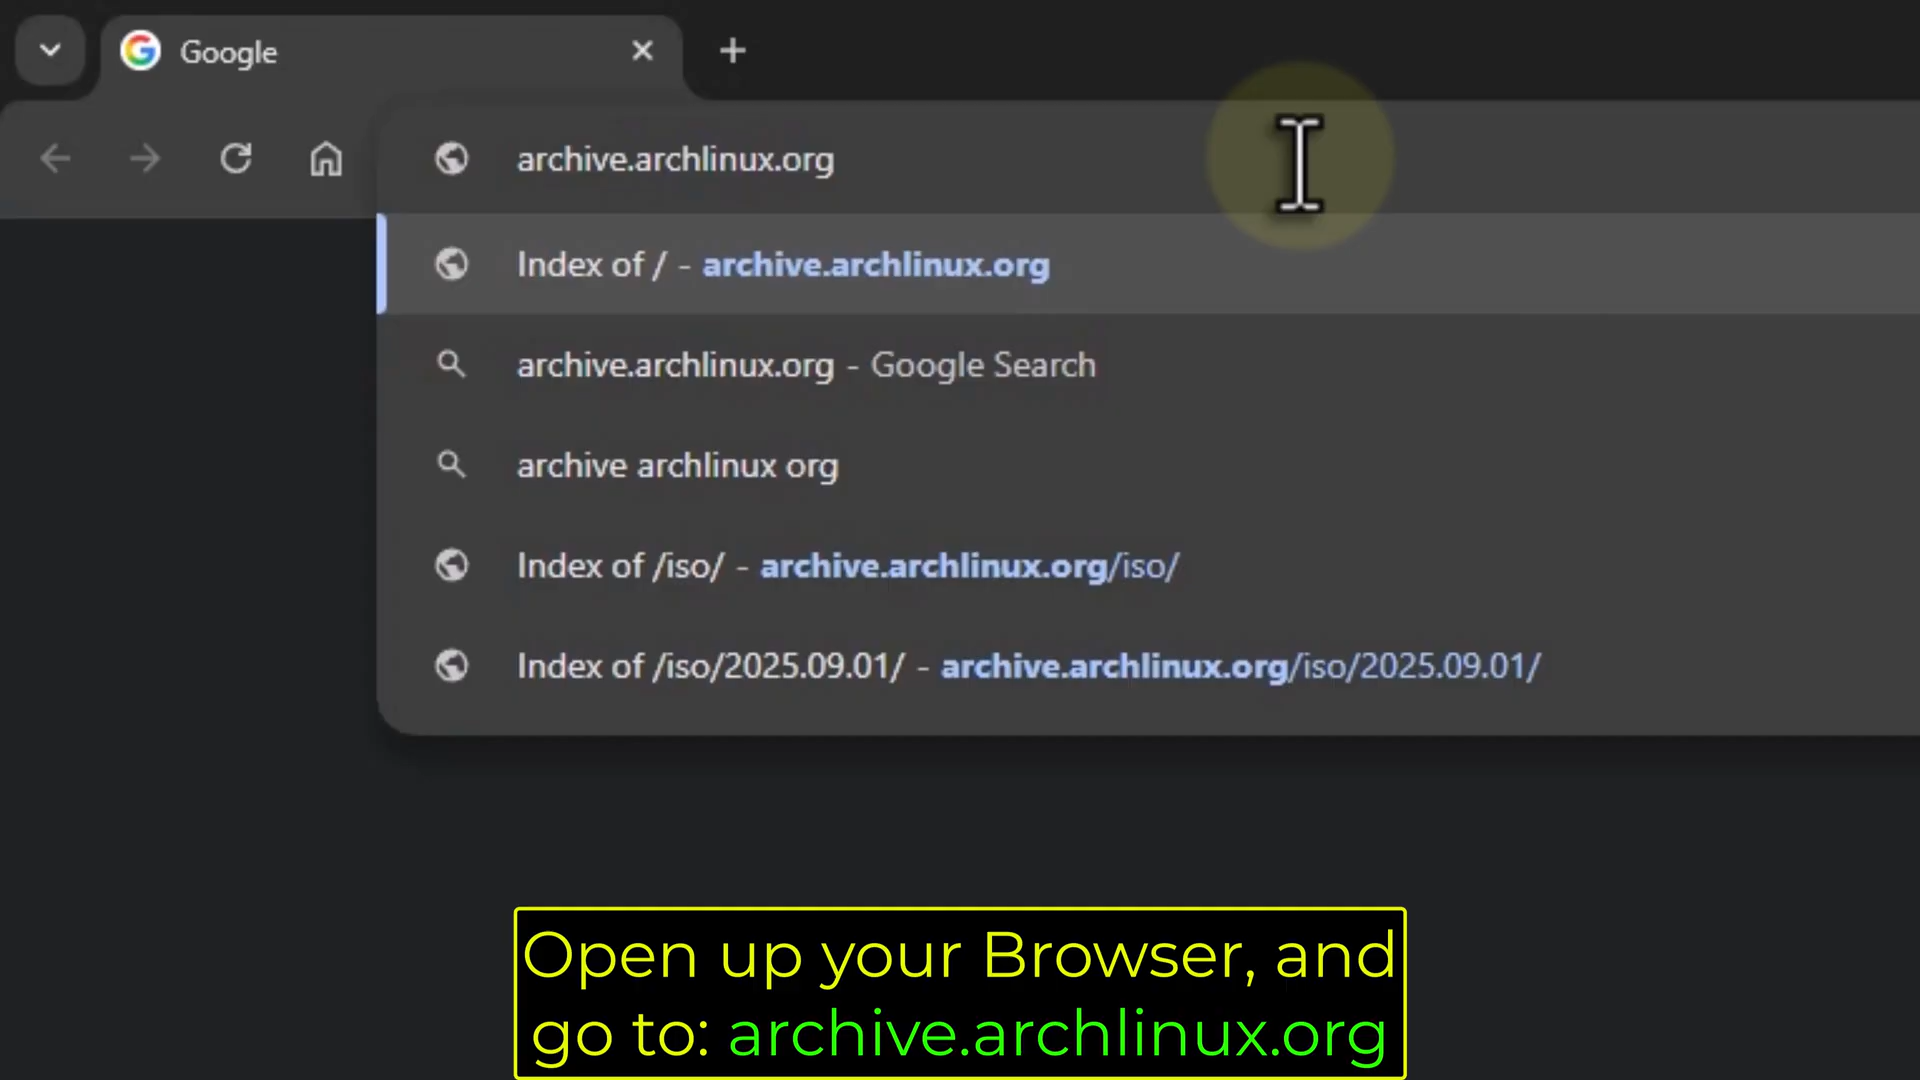 Google
archive.archlinux.org
Index of / - archive.archlinux.org
archive.archlinux.org - Google Search
archive archlinux org
Index of /iso/ - archive.archlinux.org/iso/
Index of /iso/2025.09.01/ - archive.archlinux.org/iso/2025.09.01/
Open up your Browser, and
go to: archive.archlinux.org